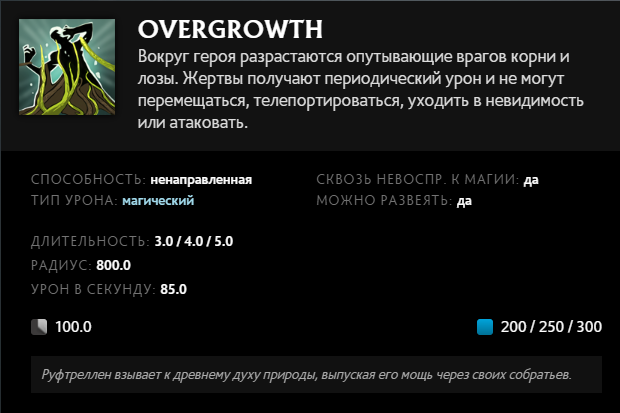 OVERGROWTH
Вокруг героя разрастаются опутывающие врагов корни и
лозы. Жертвы получают периодический урон и не могут
перемещаться, телепортироваться, уходить в невидимость
или атаковать.
СПОСОБНОСТЬ: ненаправленная
СКВОЗЬ НЕВОСПР. К МАГИИ: да
ТИП УРОНА: магический
МОЖНО РАЗВЕЯТЬ: да
ДЛИТЕЛЬНОСТЬ: 3.0 / 4.0 / 5.0
РАДИУС: 800.0
УРОН В СЕКУНДУ: 85.0
100.0
200 / 250 / 300
Руфтреллен взывает к древнему духу природы, выпуская его мощь через своих собратьев.